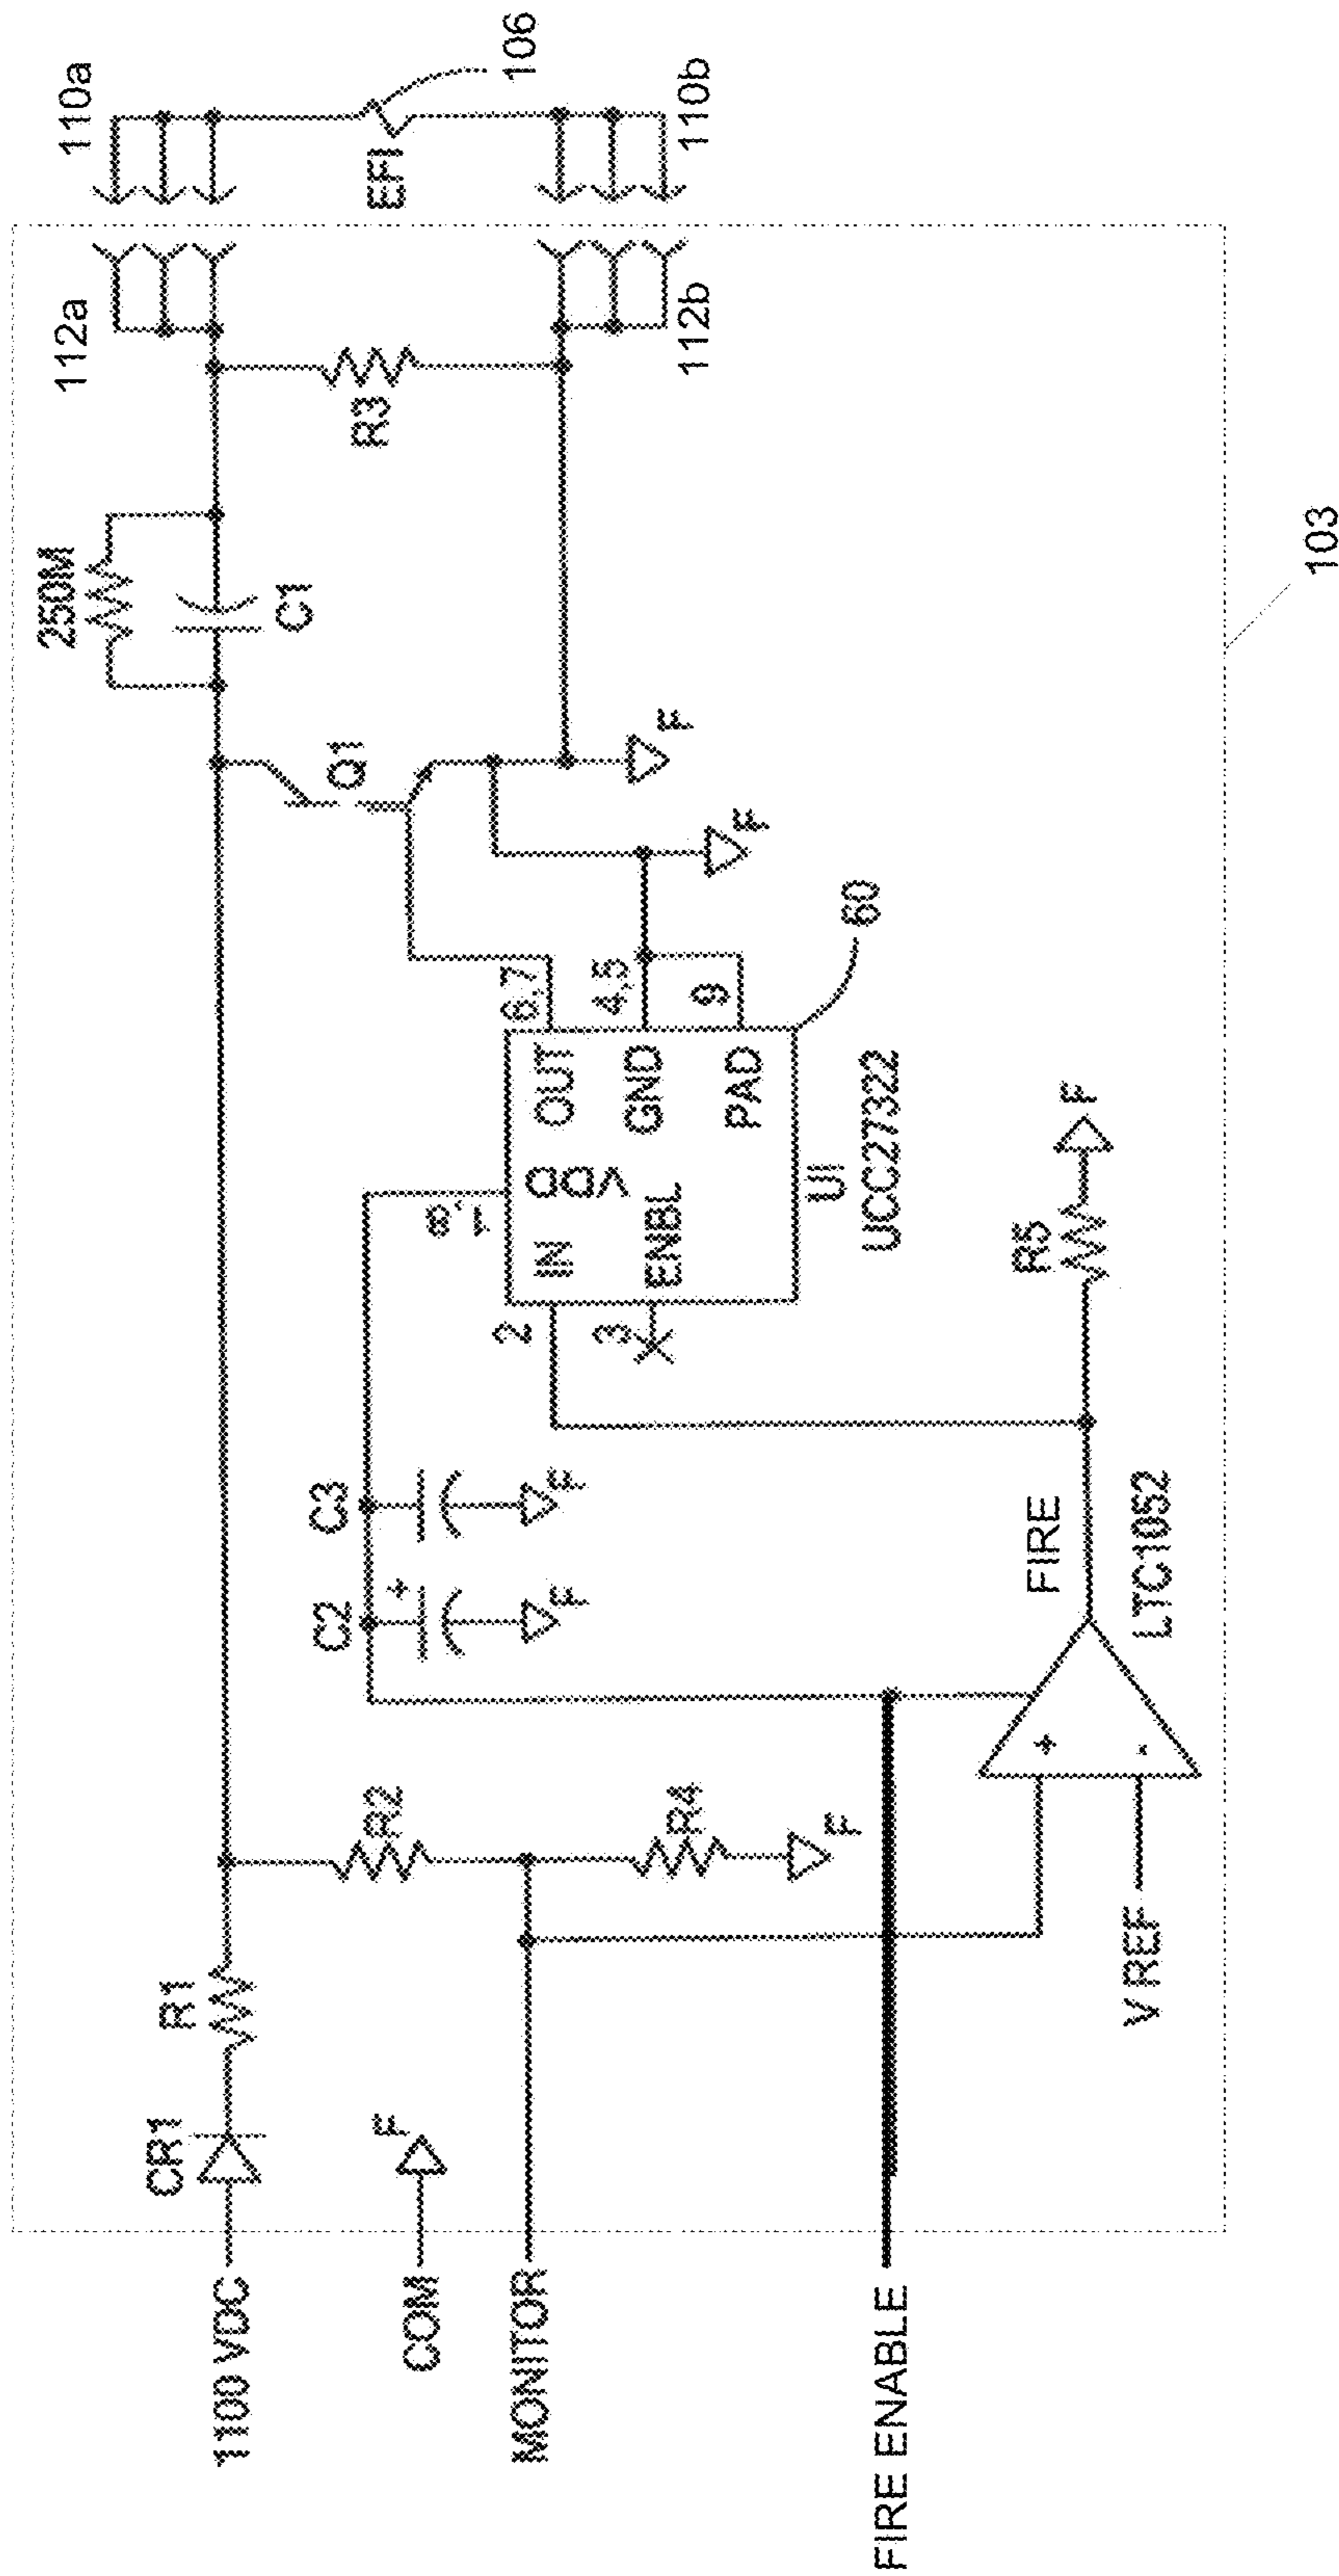 110a
112a
106
EFI
110b
112b
R3
250M
C1
Q1
F
F
60
103
6,7
4,5
9
OUT
GND
PAD
VDD
1,8
IN
ENBL
2
3
UI
UCC27322
R5
F
C3
F
C2
+
F
FIRE
LTC1052
+
-
R2
R4
F
R1
CR1
F
V REF
1100 VDC
COM
MONITOR
FIRE ENABLE